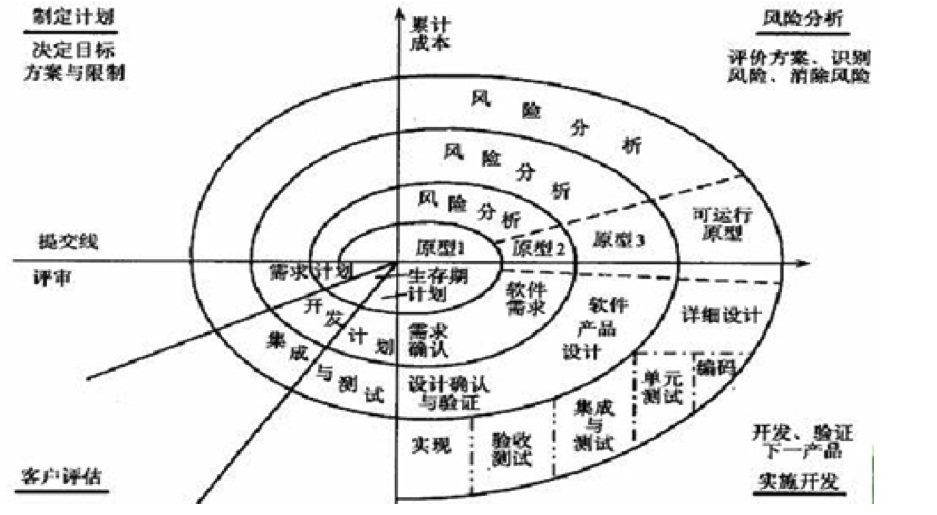 制定计划
决定目标
方案与限制
累计
成本
风险分析
评价方案、识别
风险、消除风险
风险分析
风险分析
风险分析
可运行
原型
原型1
原型2
原型3
提交线
评审
需求计划
生存期
计划
开发计划
集成与测试
软件
需求
软件
产品
设计
详细设计
需求
确认
设计确认
与验证
编码
单元
测试
集成
与
测试
验收
测试
实现
客户评估
开发、验证
下一产品
实施开发